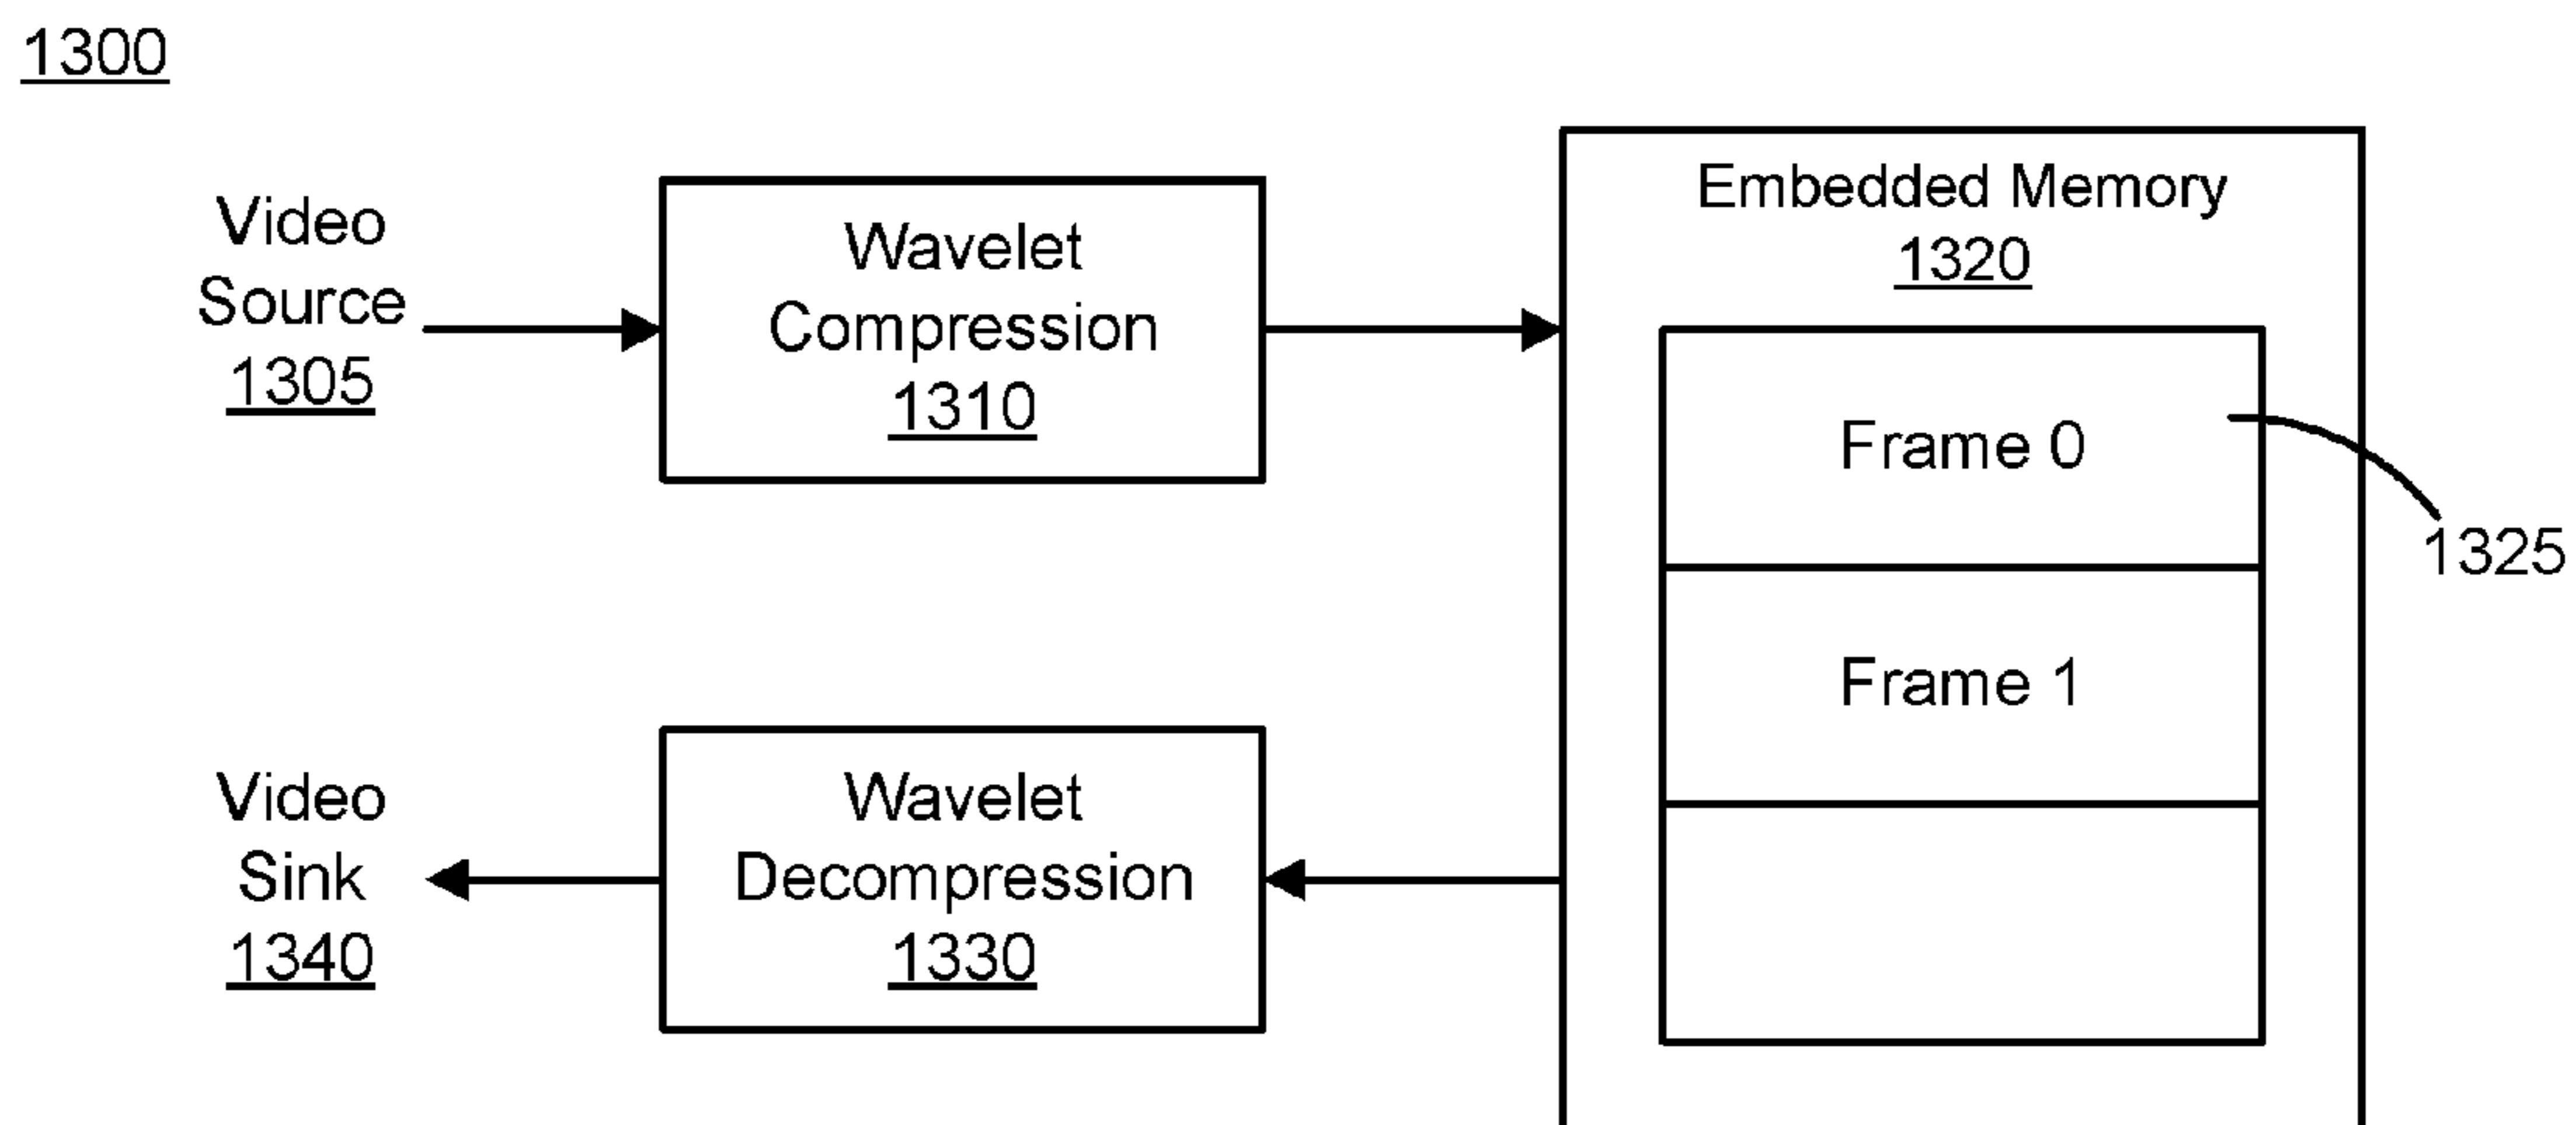 1300
Video
Source
1305
Wavelet
Compression
1310
Embedded Memory
1320
Frame 0
1325
Frame 1
Video
Sink
1340
Wavelet
Decompression
1330